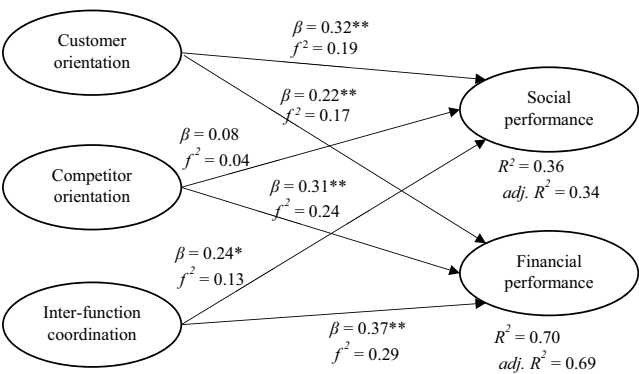 β = 0.32**
f² = 0.19
Customer
orientation
β = 0.22**
f² = 0.17
Social
performance
β = 0.08
f² = 0.04
R² = 0.36
adj. R² = 0.34
Competitor
orientation
β = 0.31**
f² = 0.24
β = 0.24*
f² = 0.13
Financial
performance
Inter-function
coordination
β = 0.37**
f² = 0.29
R² = 0.70
adj. R² = 0.69